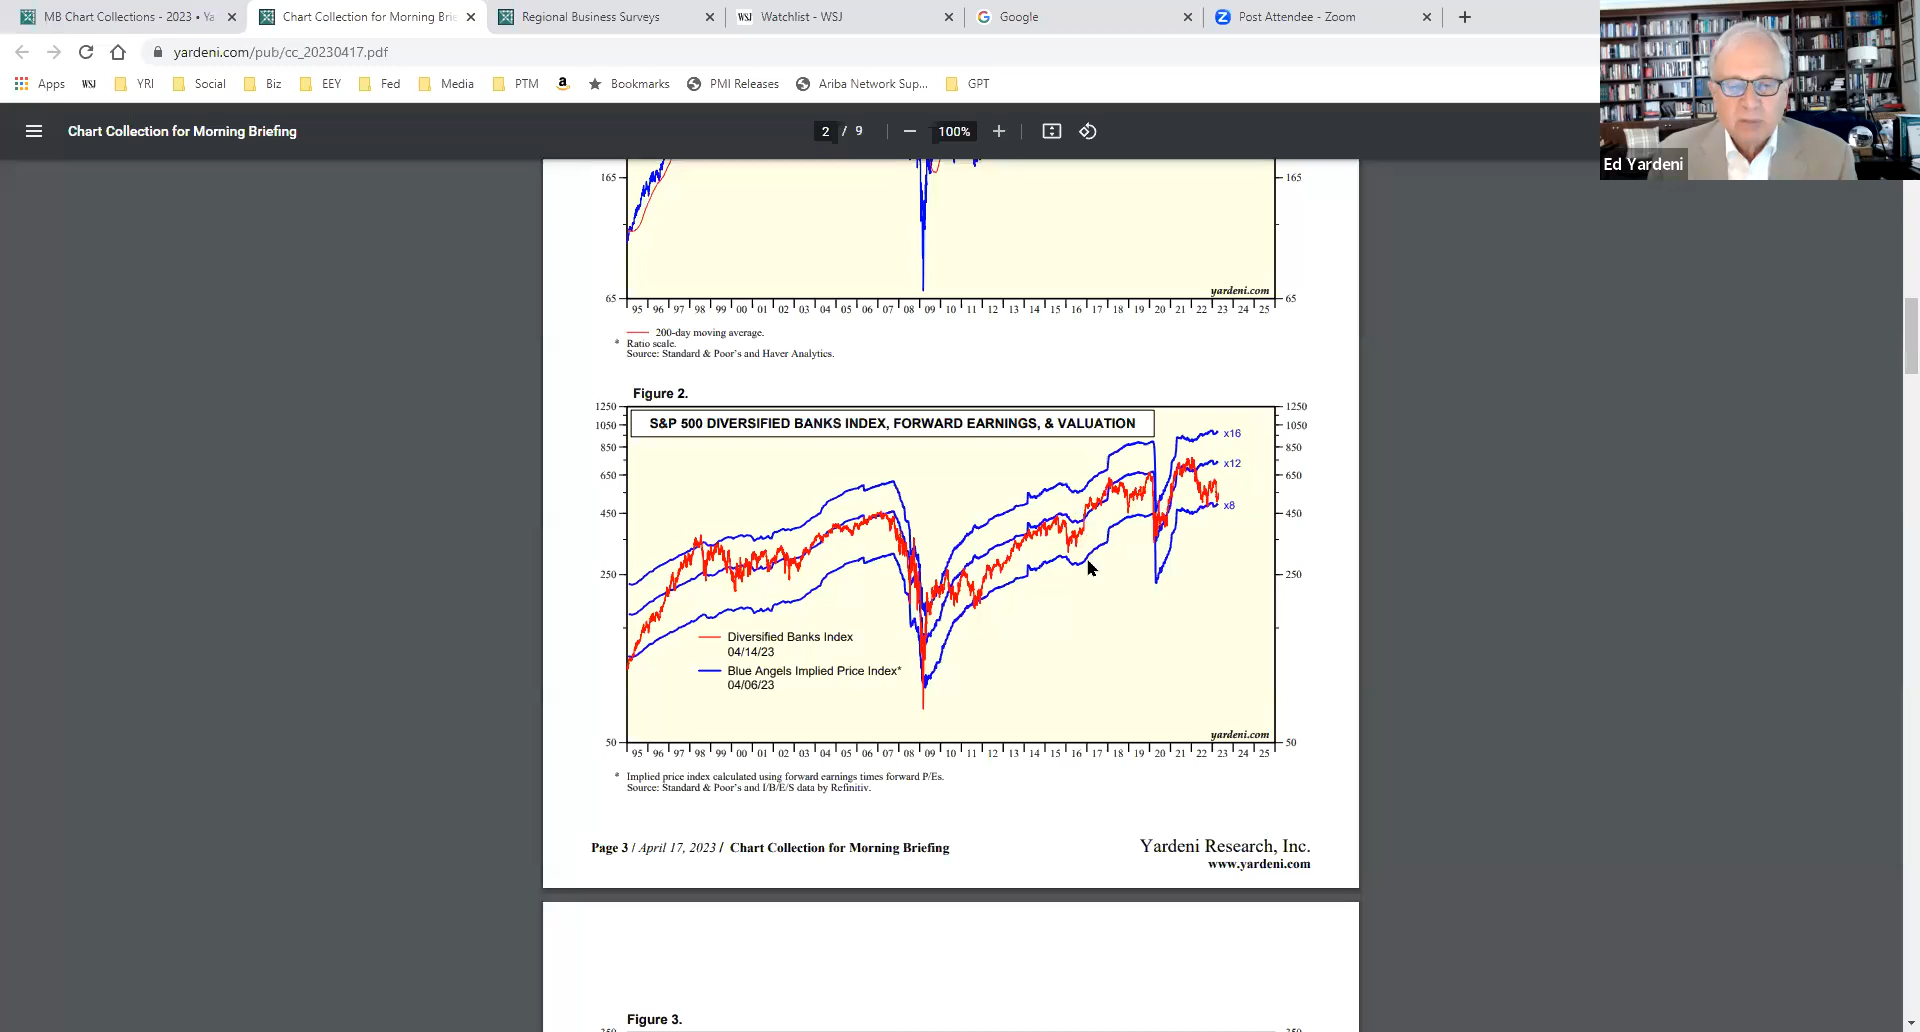 MB Chart Collections - 2023 • Ya
Chart Collection for Morning Brie
Regional Business Surveys
WSJ Watchlist - WSJ
Google
Post Attendee - Zoom
yardeni.com/pub/cc_20230417.pdf
Apps WSJ YRI Social Biz EEY Fed Media PTM a Bookmarks PMI Releases Ariba Network Sup... GPT
Chart Collection for Morning Briefing
2 / 9 100%
Ed Yardeni
165 165
yardeni.com
65 65
95 96 97 98 99 00 01 02 03 04 05 06 07 08 09 10 11 12 13 14 15 16 17 18 19 20 21 22 23 24 25
200-day moving average.
* Ratio scale.
Source: Standard & Poor's and Haver Analytics.
Figure 2.
1250 1250
S&P 500 DIVERSIFIED BANKS INDEX, FORWARD EARNINGS, & VALUATION
1050 1050
x16
850 850
x12
650 650
x8
450 450
250 250
Diversified Banks Index
04/14/23
Blue Angels Implied Price Index*
04/06/23
yardeni.com
50 50
95 96 97 98 99 00 01 02 03 04 05 06 07 08 09 10 11 12 13 14 15 16 17 18 19 20 21 22 23 24 25
* Implied price index calculated using forward earnings times forward P/Es.
Source: Standard & Poor's and I/B/E/S data by Refinitiv.
Page 3 / April 17, 2023 / Chart Collection for Morning Briefing
Yardeni Research, Inc.
www.yardeni.com
Figure 3.